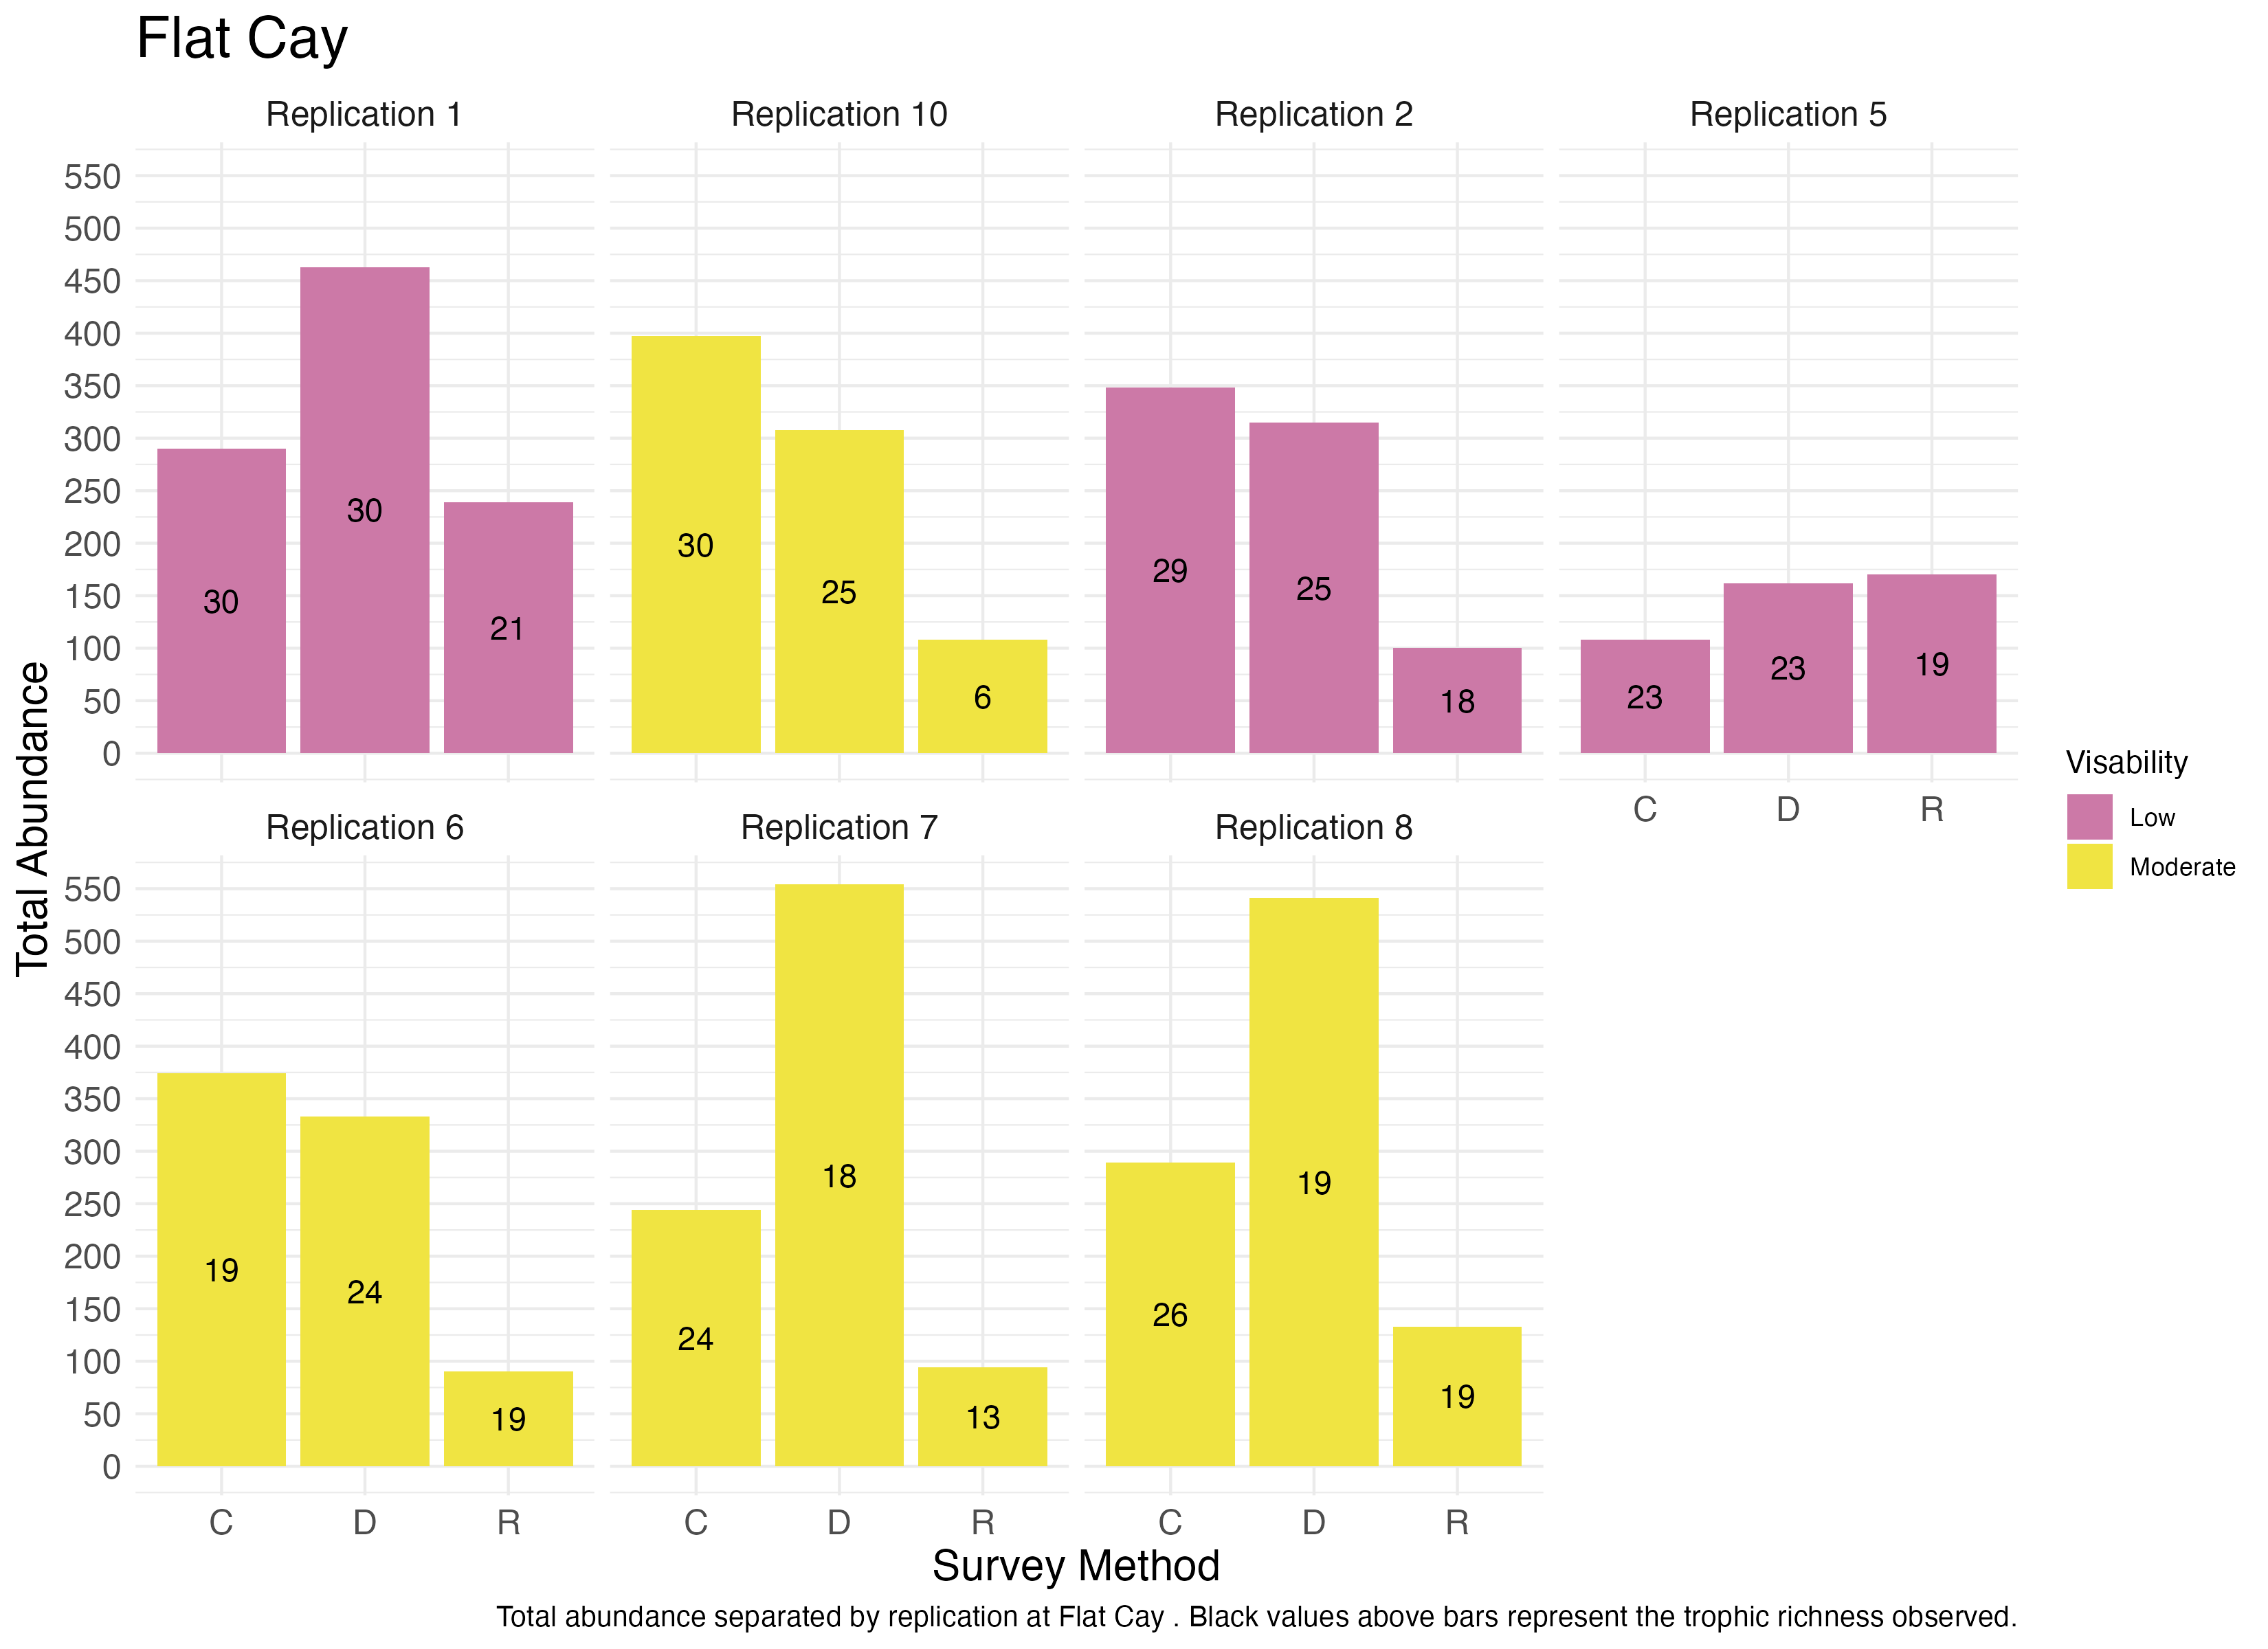 Flat Cay
Replication 1 Replication 10 Replication 2 Replication 5
550
500
450
400
350
300
250
200
150
100
50
0
30 30 21
30 25 6
29 25 18
23 23 19
C D R
Total Abundance
Replication 6 Replication 7 Replication 8
550
500
450
400
350
300
250
200
150
100
50
0
19 24 19
24 18 13
26 19 19
C D R C D R C D R
Survey Method
Visability
Low
Moderate
Total abundance separated by replication at Flat Cay . Black values above bars represent the trophic richness observed.